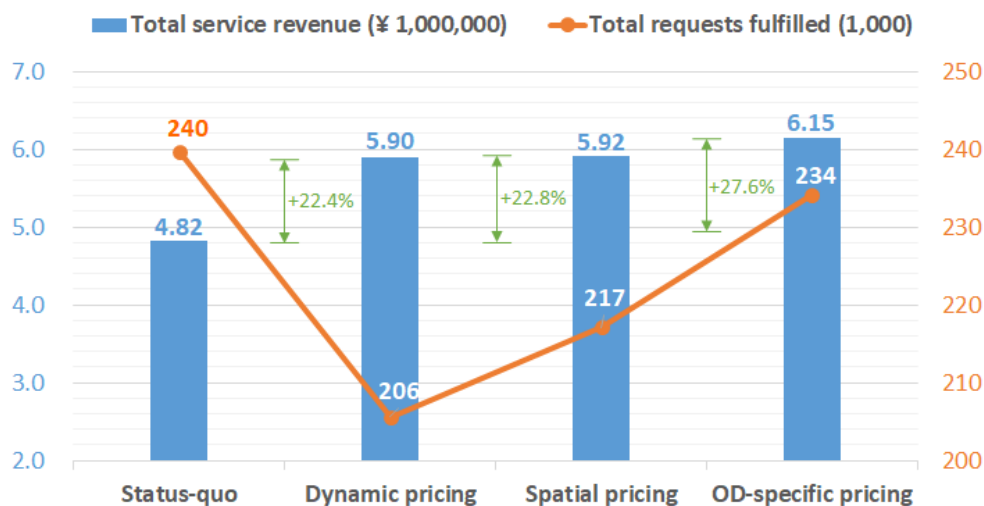 Total service revenue (¥ 1,000,000) Total requests fulfilled (1,000)
7.0 250
240 5.90 5.92 6.15
6.0 240
+22.4% +22.8% +27.6% 234
5.0 4.82 230
217
4.0 220
206
3.0 210
2.0 200
Status-quo Dynamic pricing Spatial pricing OD-specific pricing